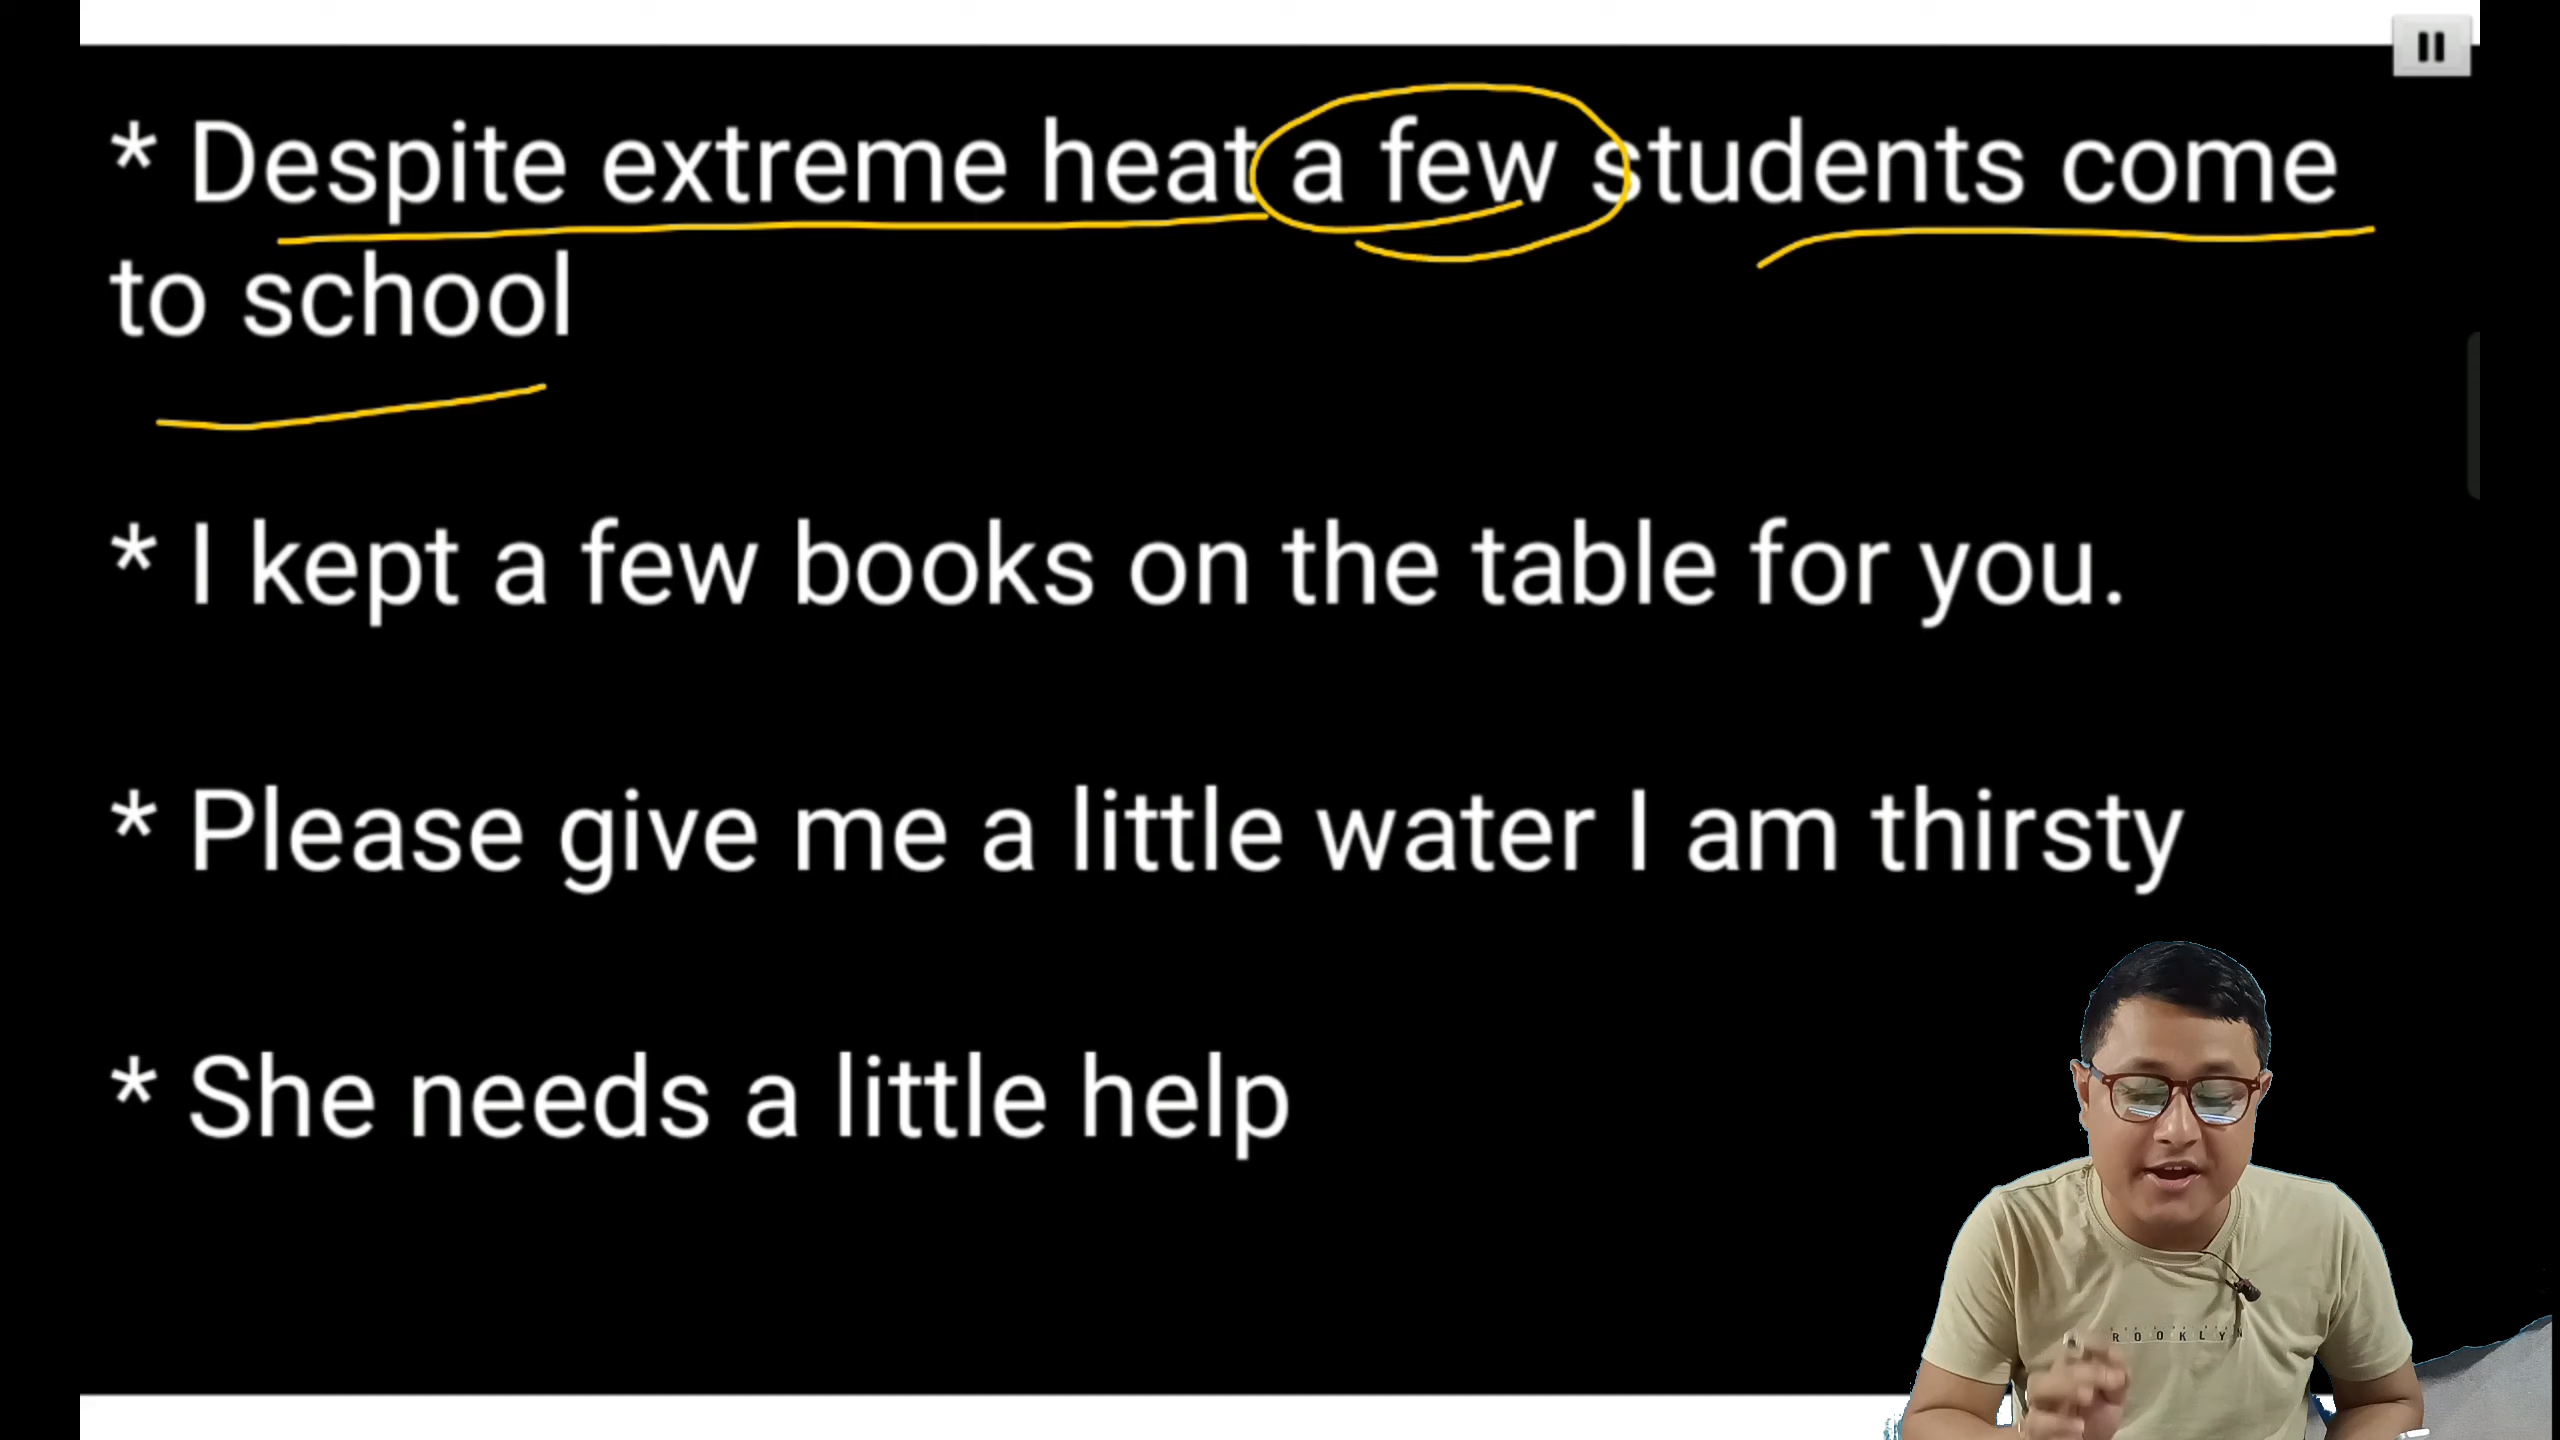 * Despite extreme heat a few students come
to school
* I kept a few books on the table for you.
* Please give me a little water I am thirsty
* She needs a little help
ROOKLYN